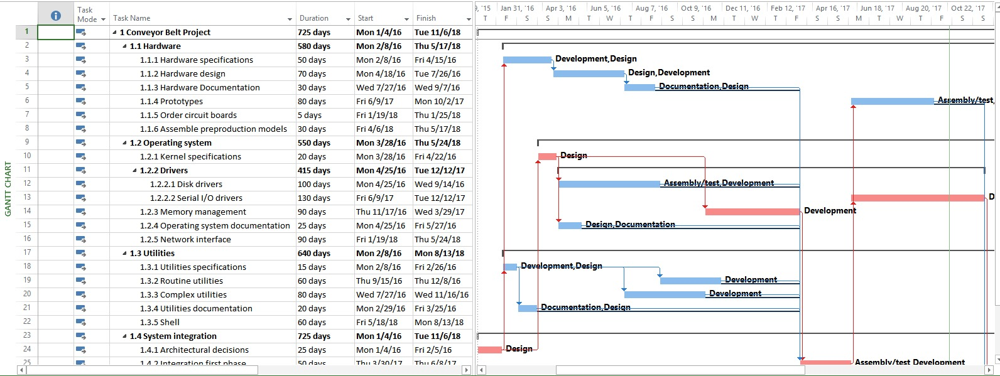 Task Mode Task Name Duration Start Finish
9, '15 Jan 31, '16 Apr 3, '16 Jun 5, '16 Aug 7, '16 Oct 9, '16 Dec 11, '16 Feb 12, '17 Apr 16, '17 Jun 18, '17 Aug 20, '17 Oct 22, '17
T F S S M T W T F S S M T W T F S S
1 1 Conveyor Belt Project 725 days Mon 1/4/16 Tue 11/6/18
2 1.1 Hardware 580 days Mon 2/8/16 Thu 5/17/18
3 1.1.1 Hardware specifications 50 days Mon 2/8/16 Fri 4/15/16 Development,Design
4 1.1.2 Hardware design 70 days Mon 4/18/16 Tue 7/26/16 Design,Development
5 1.1.3 Hardware Documentation 30 days Wed 7/27/16 Wed 9/7/16 Documentation,Design
6 1.1.4 Prototypes 80 days Fri 6/9/17 Mon 10/2/17 Assembly/test,
7 1.1.5 Order circuit boards 5 days Fri 1/19/18 Thu 1/25/18
8 1.1.6 Assemble preproduction models 30 days Fri 4/6/18 Thu 5/17/18
9 1.2 Operating system 550 days Mon 3/28/16 Thu 5/24/18
10 1.2.1 Kernel specifications 20 days Mon 3/28/16 Fri 4/22/16 Design
11 1.2.2 Drivers 415 days Mon 4/25/16 Tue 12/12/17
12 1.2.2.1 Disk drivers 100 days Mon 4/25/16 Wed 9/14/16 Assembly/test,Development
13 1.2.2.2 Serial I/O drivers 130 days Fri 6/9/17 Tue 12/12/17 D
14 1.2.3 Memory management 90 days Thu 11/17/16 Wed 3/29/17 Development
15 1.2.4 Operating system documentation 25 days Mon 4/25/16 Fri 5/27/16 Design,Documentation
16 1.2.5 Network interface 90 days Fri 1/19/18 Thu 5/24/18
17 1.3 Utilities 640 days Mon 2/8/16 Mon 8/13/18
18 1.3.1 Utilities specifications 15 days Mon 2/8/16 Fri 2/26/16 Development,Design
19 1.3.2 Routine utilities 60 days Thu 9/15/16 Thu 12/8/16 Development
20 1.3.3 Complex utilities 80 days Wed 7/27/16 Wed 11/16/16 Development
21 1.3.4 Utilities documentation 20 days Mon 2/29/16 Fri 3/25/16 Documentation,Design
22 1.3.5 Shell 60 days Fri 5/18/18 Mon 8/13/18
23 1.4 System integration 725 days Mon 1/4/16 Tue 11/6/18
24 1.4.1 Architectural decisions 25 days Mon 1/4/16 Fri 2/5/16 Design
25 1.4.2 Integration first phase 50 days Thu 3/30/17 Thu 6/8/17 Assembly/test,Development
GANTT CHART